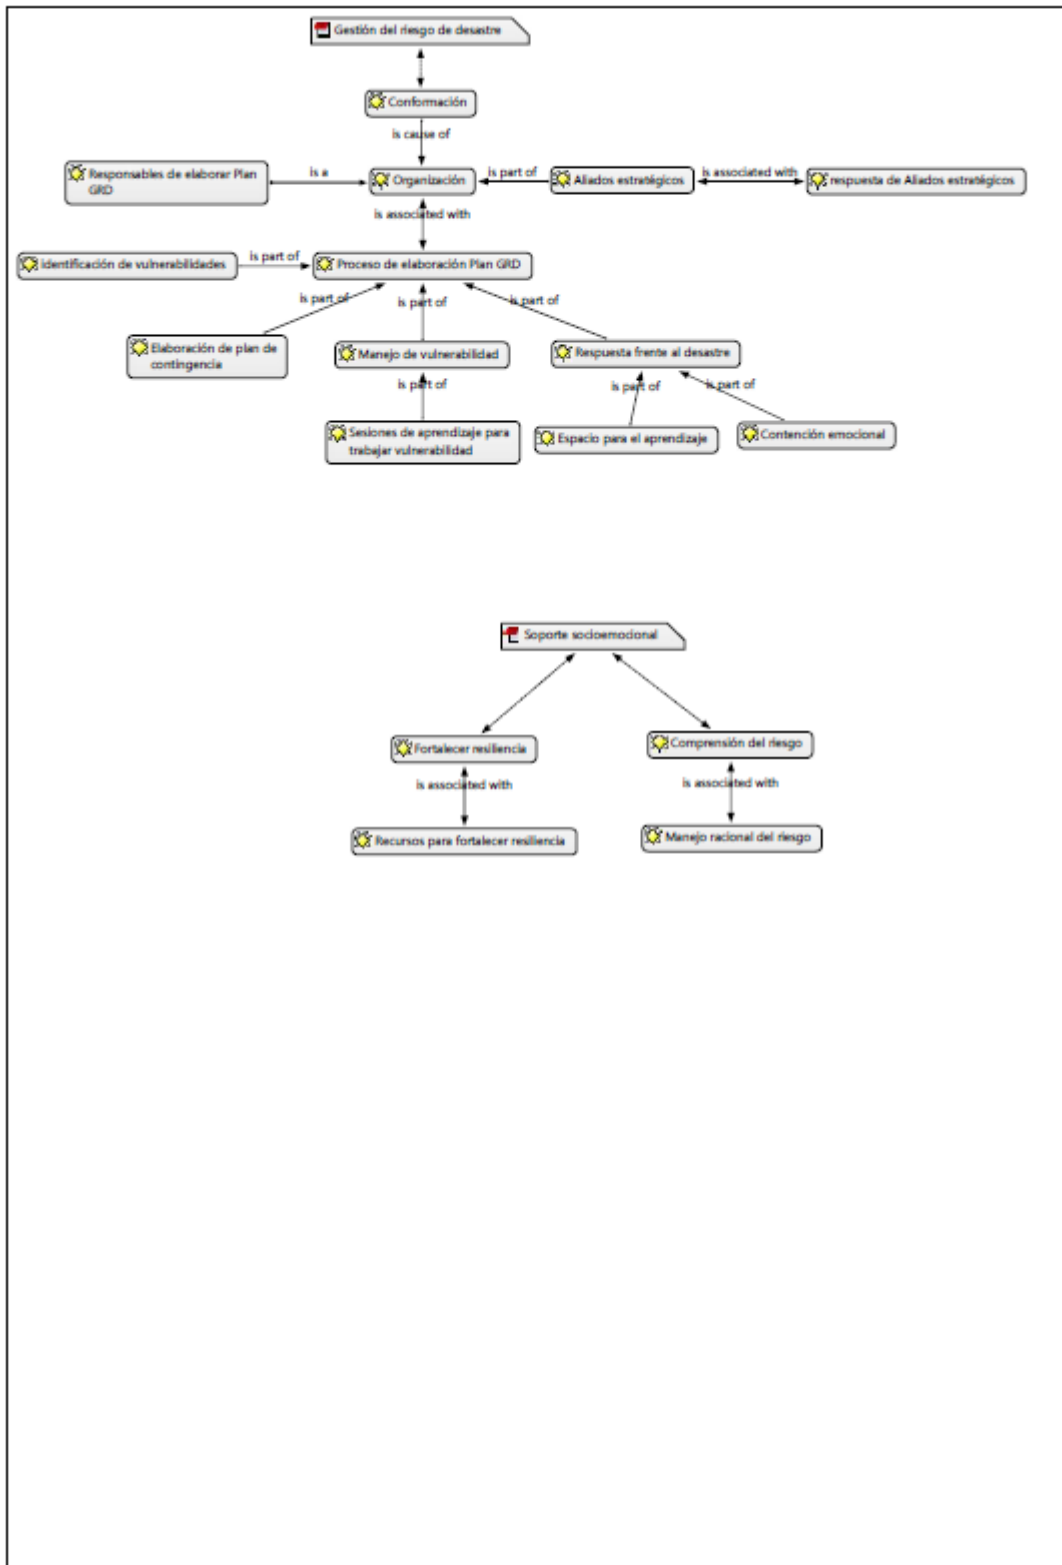 Gestión del riesgo de desastre
Conformación
is cause of
Responsables de elaborar Plan
GRD
is a
Organización
is part of
Aliados estratégicos
is associated with
respuesta de Aliados estratégicos
is associated with
identificación de vulnerabilidades
is part of
Proceso de elaboración Plan GRD
is part of
is part of
is part of
Elaboración de plan de
contingencia
Manejo de vulnerabilidad
Respuesta frente al desastre
is part of
is part of
is part of
Sesiones de aprendizaje para
trabajar vulnerabilidad
Espacio para el aprendizaje
Contención emocional
Soporte socioemocional
Fortalecer resiliencia
Comprensión del riesgo
is associated with
is associated with
Recursos para fortalecer resiliencia
Manejo racional del riesgo